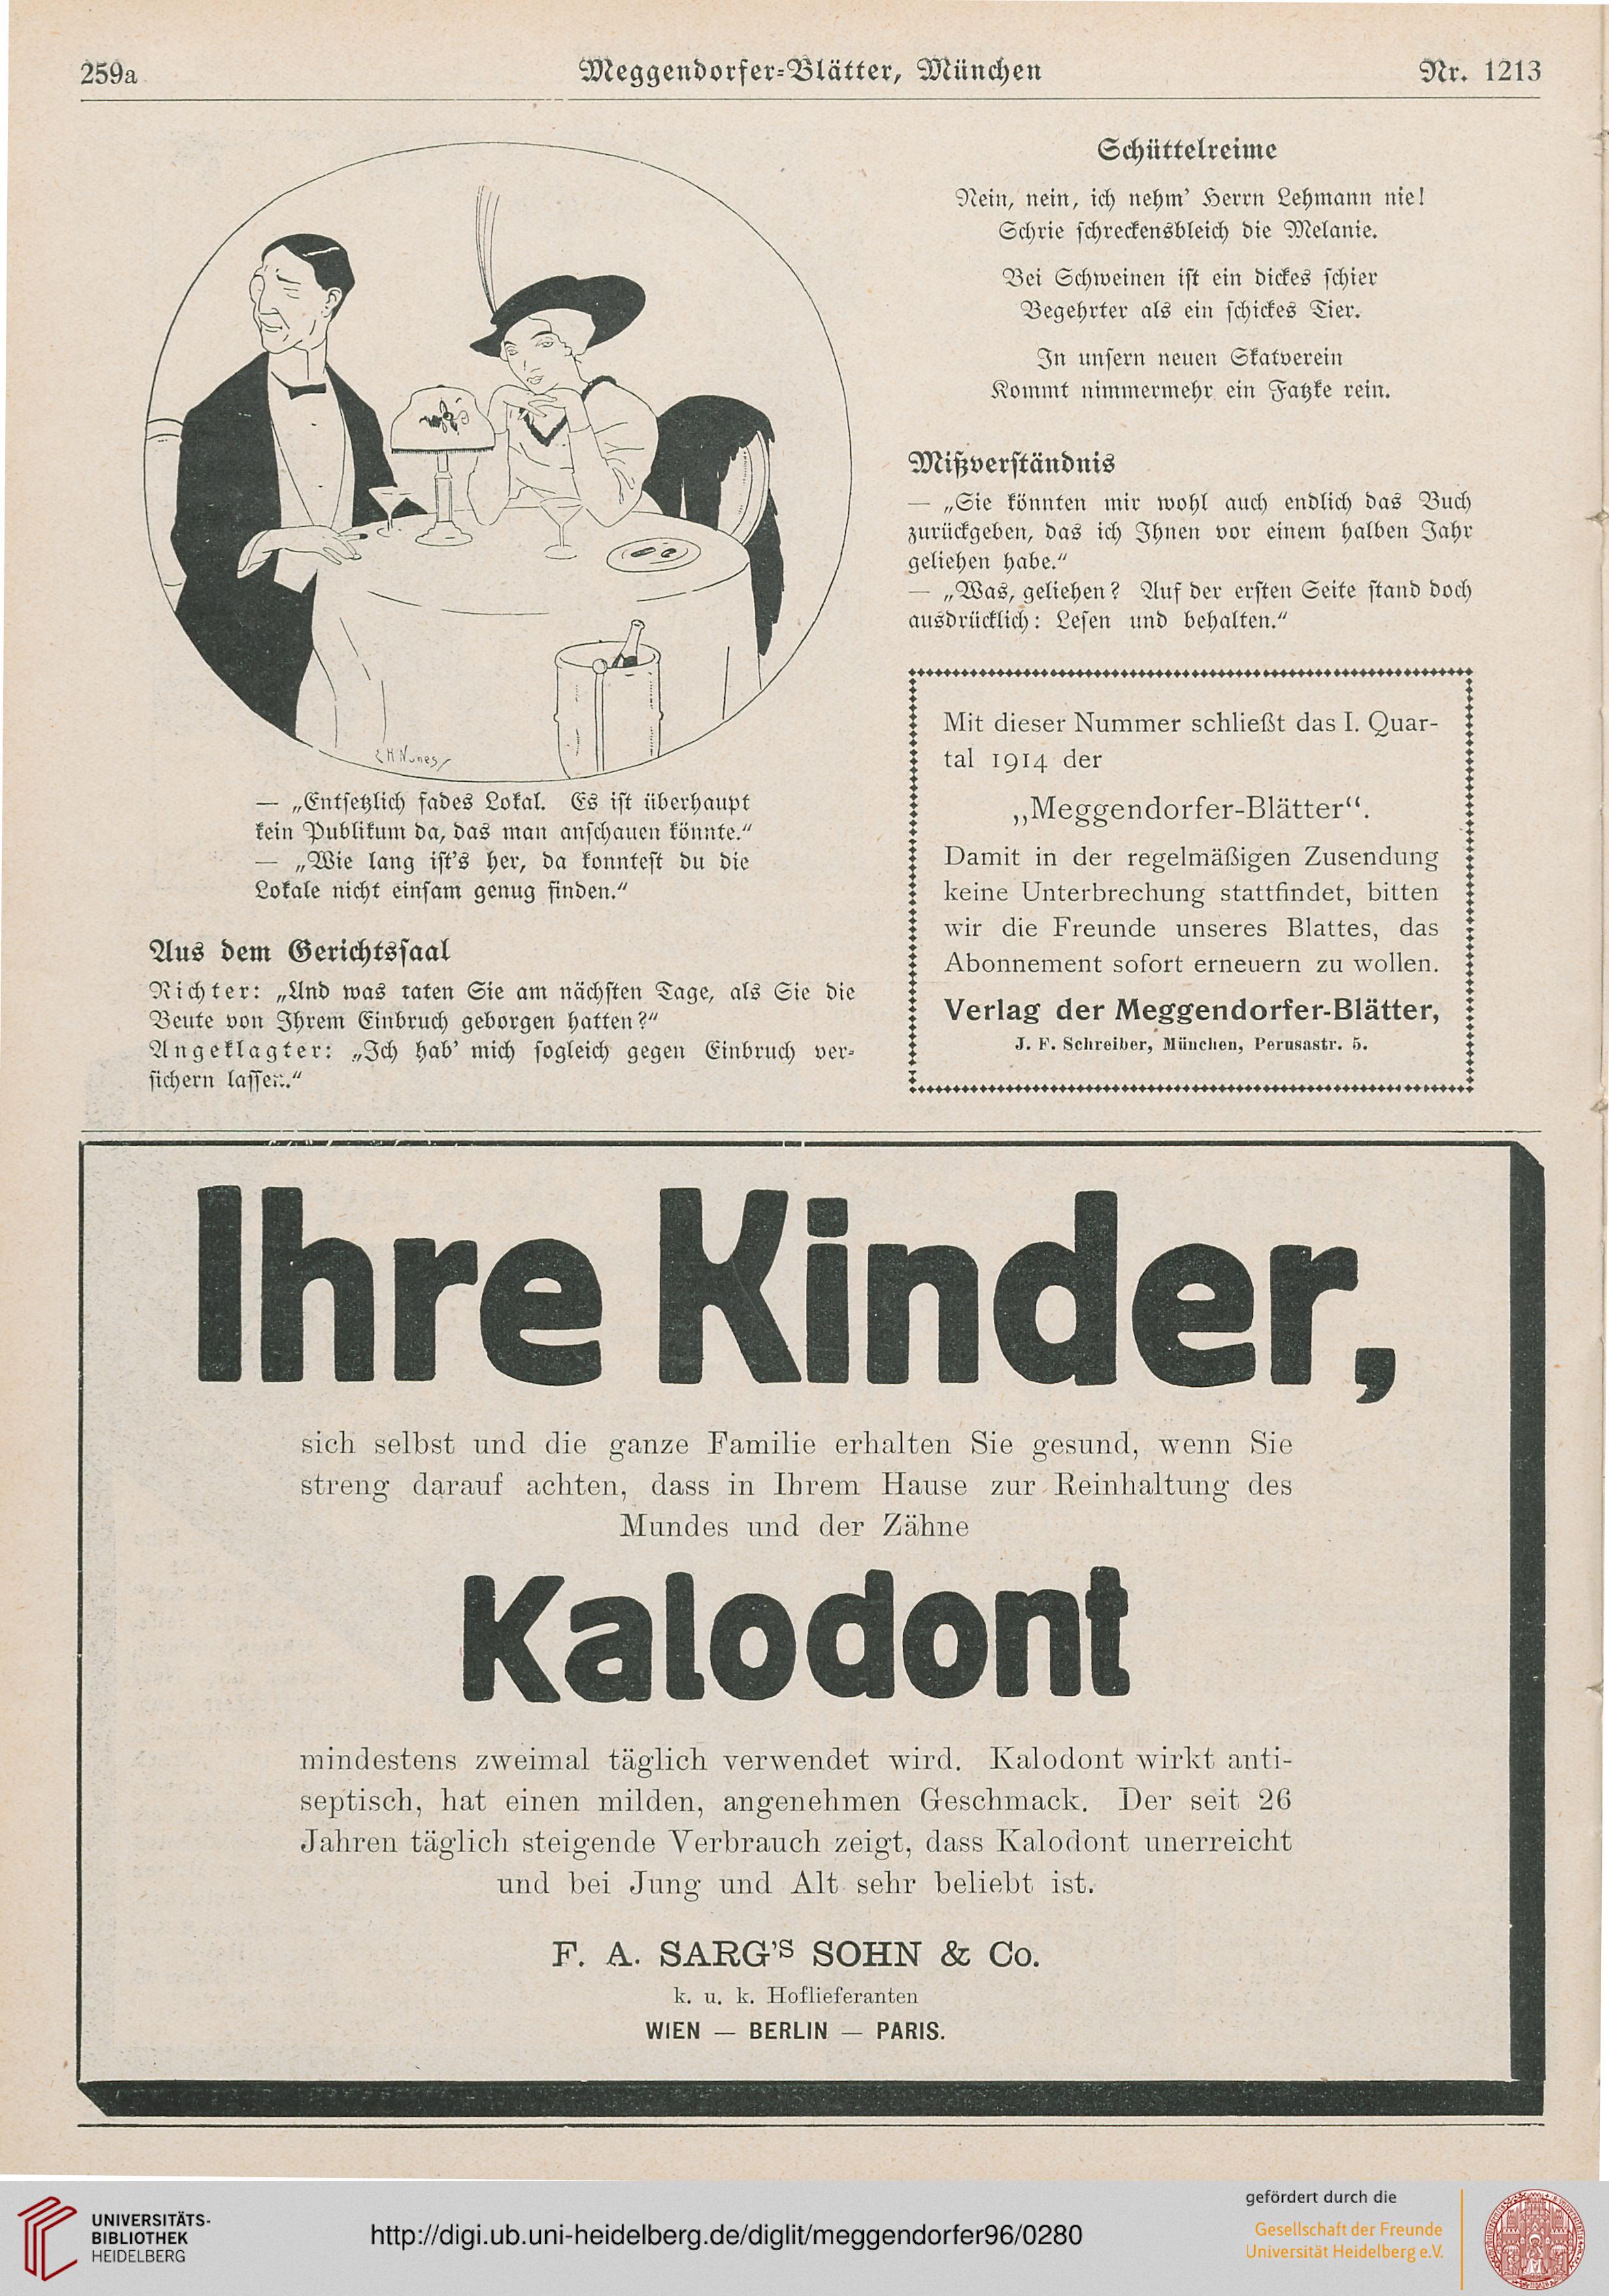 259a
Meggendorfer-Blätter, München
Nr. 1213
— „Entsetzlich fades Lokal. Es ist überhaupt
kein Publikum da, das man anschauen könnte.“
— „Wie lang ist's her, da konntest du die
Lokale nicht einsam genug finden.“
Aus dem Gerichtssaal
Richter: „Und was taten Sie am nächsten Tage, als Sie die
Beute von Ihrem Einbruch geborgen hatten?“
Angeklagter: „Ich hab' mich sogleich gegen Einbruch ver-
sichern lassen.“
Schüttelreime
Nein, nein, ich nehm' Herrn Lehmann nie!
Schrie schreckensbleich die Melanie.
Bei Schweinen ist ein dickes schier
Begehrter als ein schickes Tier.
In unsern neuen Skatverein
Kommt nimmermehr ein Fatzke rein.
Mißverständnis
— „Sie könnten mir wohl auch endlich das Buch
zurückgeben, das ich Ihnen vor einem halben Jahr
geliehen habe.“
— „Was, geliehen? Auf der ersten Seite stand doch
ausdrücklich: Lesen und behalten.“
Mit dieser Nummer schließt das I. Quar-
tal 1914 der
„Meggendorfer-Blätter“.
Damit in der regelmäßigen Zusendung
keine Unterbrechung stattfindet, bitten
wir die Freunde unseres Blattes, das
Abonnement sofort erneuern zu wollen.
Verlag der Meggendorfer-Blätter,
J. F. Schreiber, München, Perusastr. 5.
Ihre Kinder,
sich selbst und die ganze Familie erhalten Sie gesund, wenn Sie
streng darauf achten, dass in Ihrem Hause zur Reinhaltung des
Mundes und der Zähne
Kalodont
mindestens zweimal täglich verwendet wird. Kalodont wirkt anti-
septisch, hat einen milden, angenehmen Geschmack. Der seit 26
Jahren täglich steigende Verbrauch zeigt, dass Kalodont unerreicht
und bei Jung und Alt sehr beliebt ist.
F. A. SARG'S SOHN & Co.
k. u. k. Hoflieferanten
WIEN — BERLIN — PARIS.
UNIVERSITÄTS-
BIBLIOTHEK
HEIDELBERG
http://digi.ub.uni-heidelberg.de/diglit/meggendorfer96/0280
gefördert durch die
Gesellschaft der Freunde
Universität Heidelberg e.V.